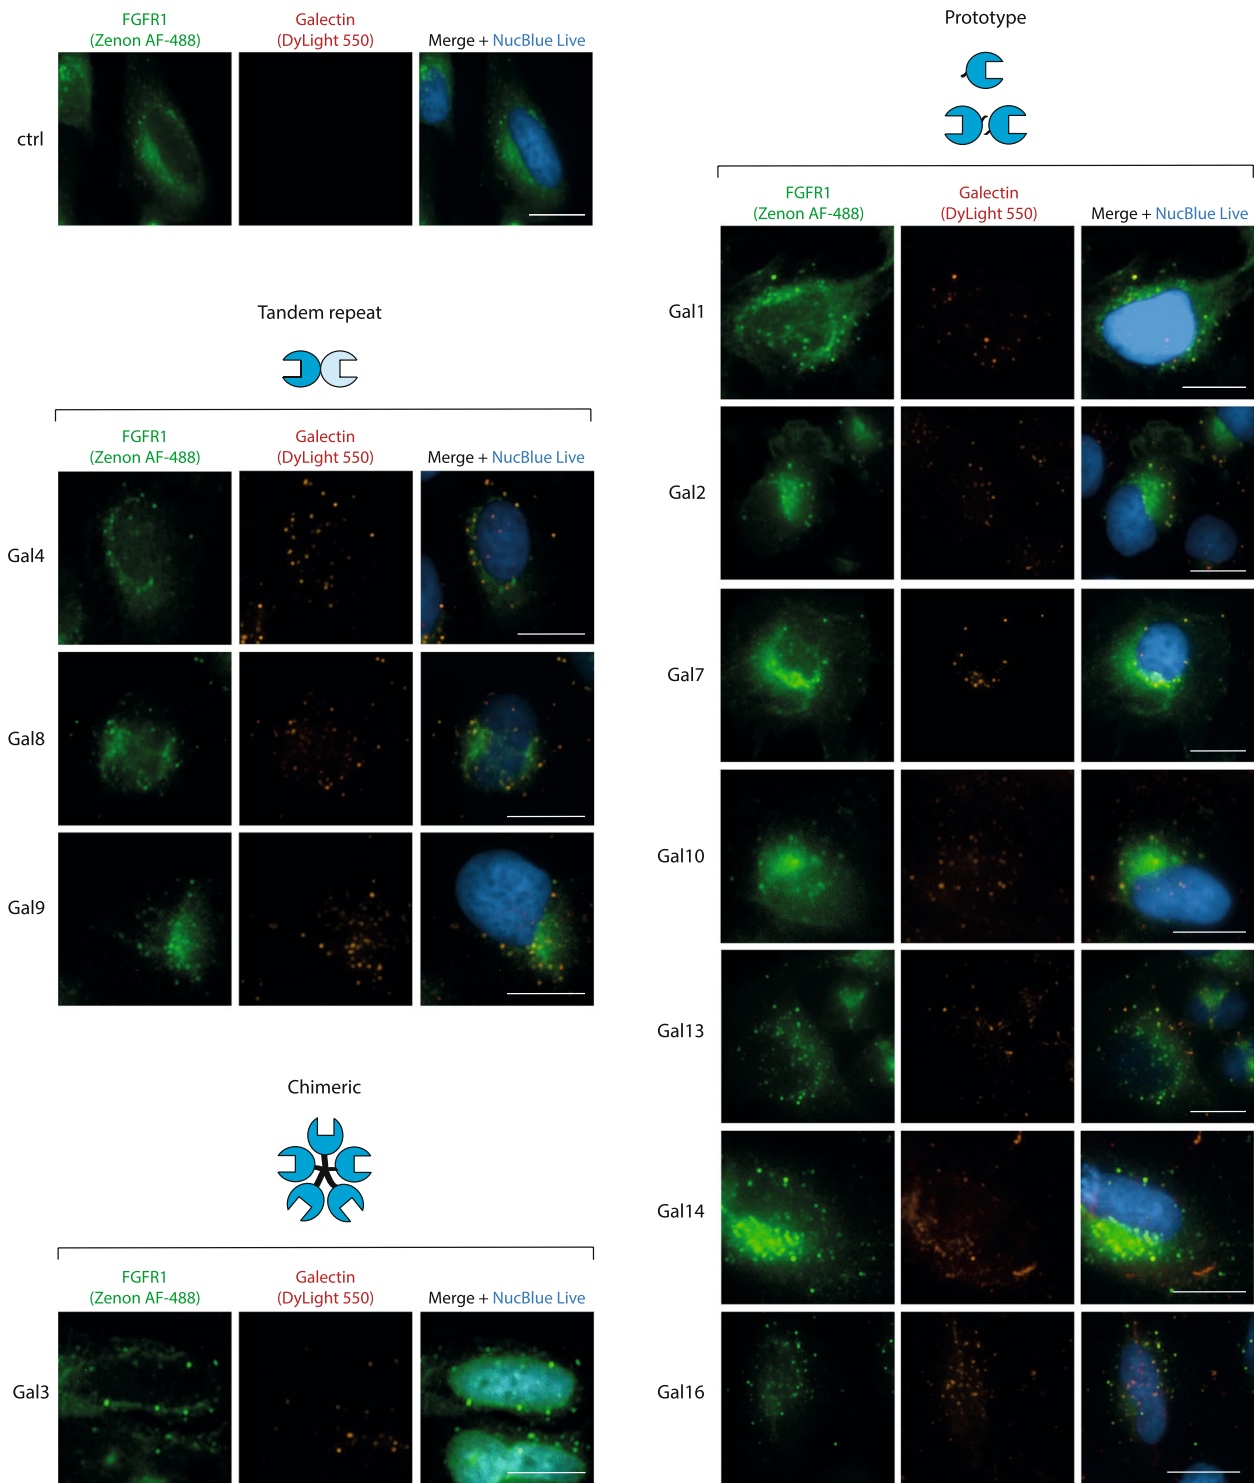 FGFR1
(Zenon AF-488)
Galectin
(DyLight 550)
Merge + NucBlue Live
ctrl
Tandem repeat
FGFR1
(Zenon AF-488)
Galectin
(DyLight 550)
Merge + NucBlue Live
Gal4
Gal8
Gal9
Chimeric
FGFR1
(Zenon AF-488)
Galectin
(DyLight 550)
Merge + NucBlue Live
Gal3
Prototype
FGFR1
(Zenon AF-488)
Galectin
(DyLight 550)
Merge + NucBlue Live
Gal1
Gal2
Gal7
Gal10
Gal13
Gal14
Gal16